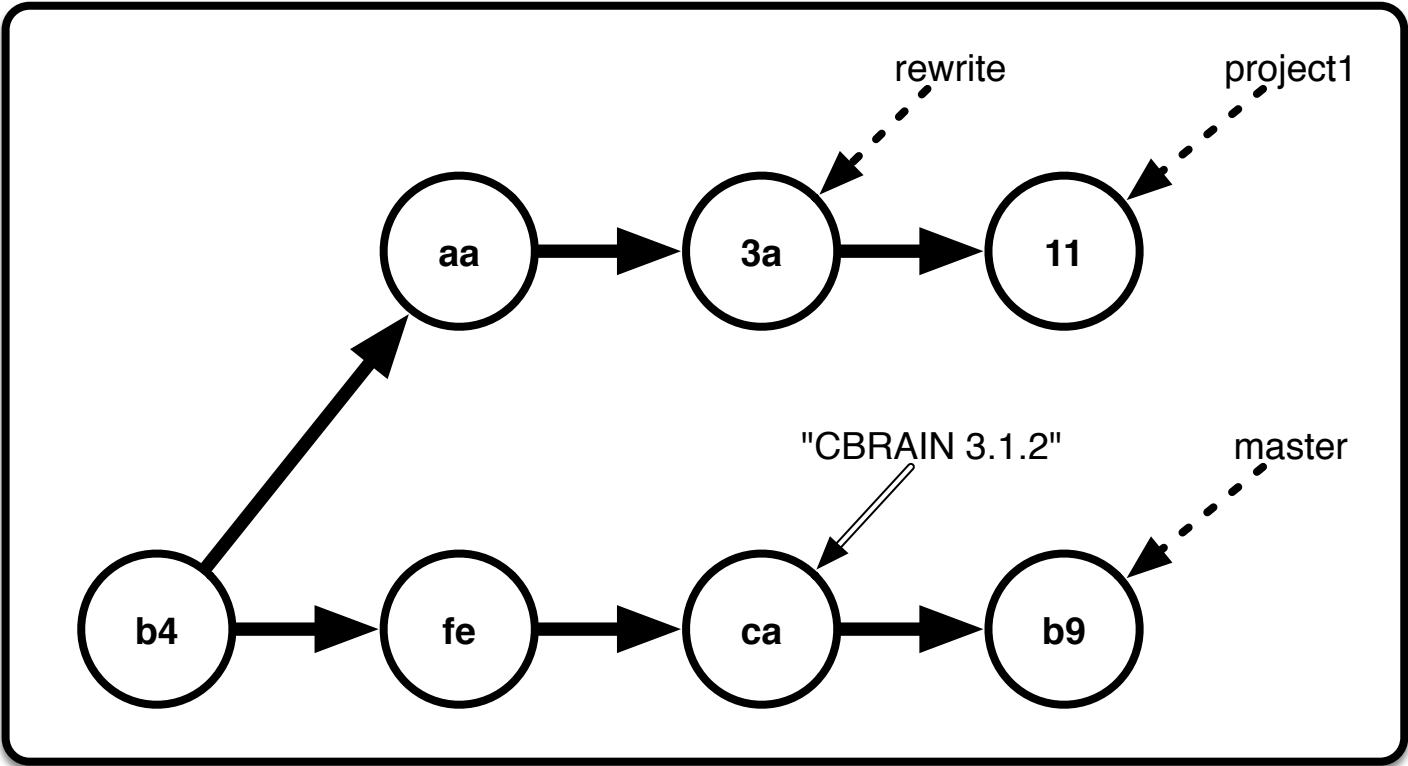 rewrite
project1
aa
3a
11
"CBRAIN 3.1.2"
master
b4
fe
ca
b9